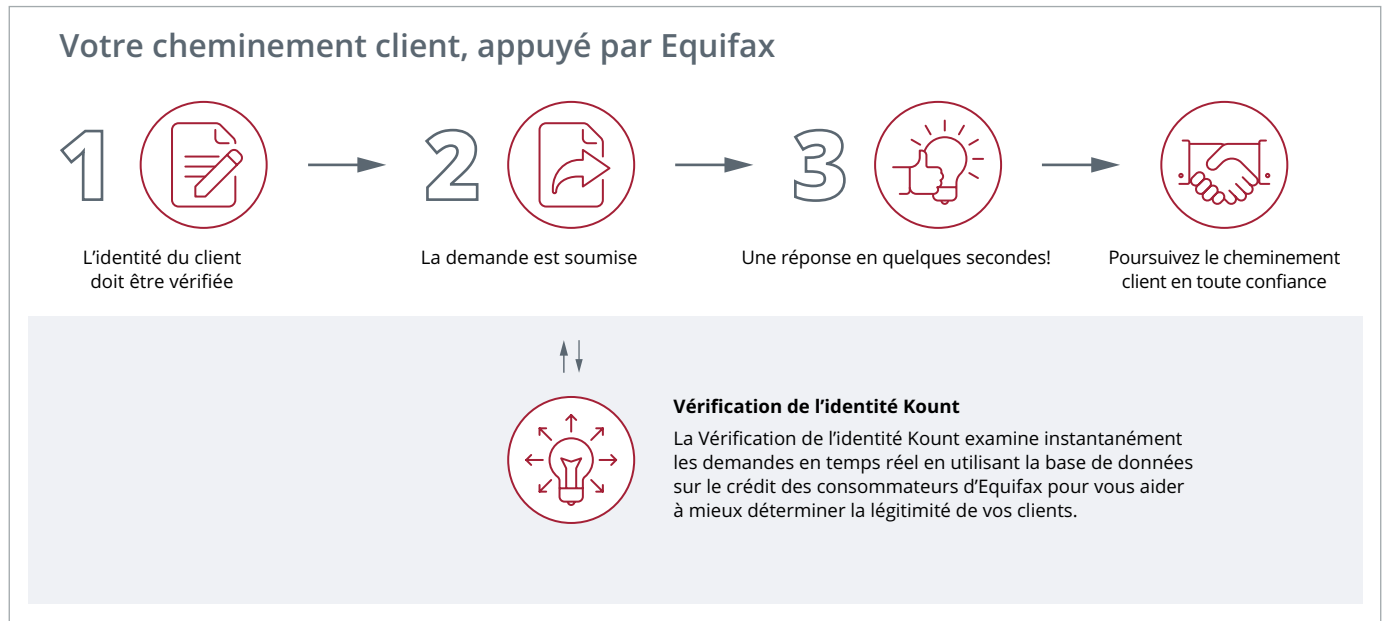 Votre cheminement client, appuyé par Equifax
1
2
3
L’identité du client
doit être vérifiée
La demande est soumise
Une réponse en quelques secondes!
Poursuivez le cheminement
client en toute confiance
Vérification de l’identité Kount
La Vérification de l’identité Kount examine instantanément
les demandes en temps réel en utilisant la base de données
sur le crédit des consommateurs d’Equifax pour vous aider
à mieux déterminer la légitimité de vos clients.